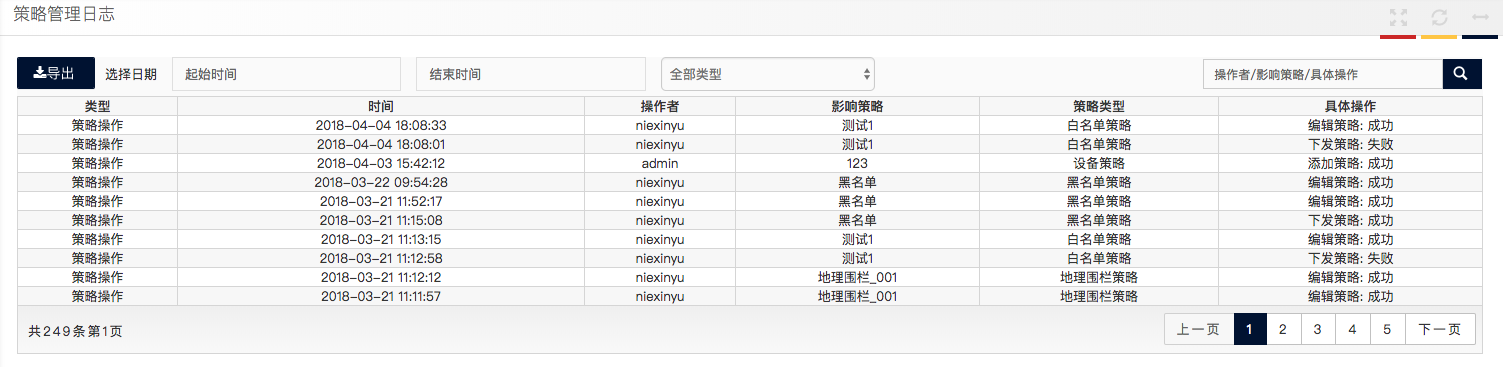 策略管理日志
导出 选择日期 起始时间 结束时间 全部类型 操作者/影响策略/具体操作
类型 时间 操作者 影响策略 策略类型 具体操作
策略操作 2018-04-04 18:08:33 niexinyu 测试1 白名单策略 编辑策略: 成功
策略操作 2018-04-04 18:08:01 niexinyu 测试1 白名单策略 下发策略: 失败
策略操作 2018-04-03 15:42:12 admin 123 设备策略 添加策略: 成功
策略操作 2018-03-22 09:54:28 niexinyu 黑名单 黑名单策略 编辑策略: 成功
策略操作 2018-03-21 11:52:17 niexinyu 黑名单 黑名单策略 编辑策略: 成功
策略操作 2018-03-21 11:15:08 niexinyu 黑名单 黑名单策略 下发策略: 成功
策略操作 2018-03-21 11:13:15 niexinyu 测试1 白名单策略 编辑策略: 成功
策略操作 2018-03-21 11:12:58 niexinyu 测试1 白名单策略 下发策略: 失败
策略操作 2018-03-21 11:12:12 niexinyu 地理围栏_001 地理围栏策略 编辑策略: 成功
策略操作 2018-03-21 11:11:57 niexinyu 地理围栏_001 地理围栏策略 编辑策略: 成功
共249条第1页 上一页 1 2 3 4 5 下一页